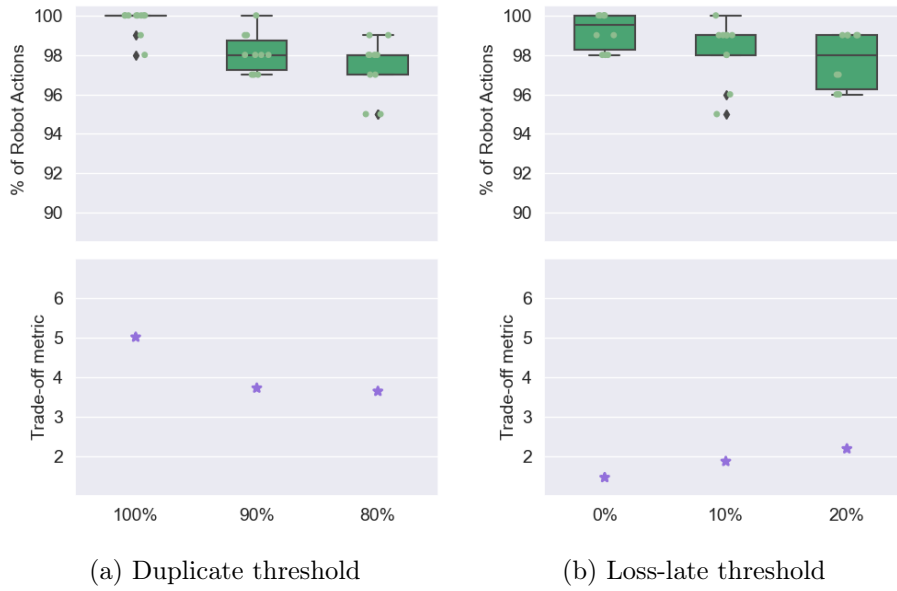 % of Robot Actions
100
98
96
94
92
90
% of Robot Actions
100
98
96
94
92
90
Trade-off metric
6
5
4
3
2
100% 90% 80%
Trade-off metric
6
5
4
3
2
0% 10% 20%
(a) Duplicate threshold
(b) Loss-late threshold